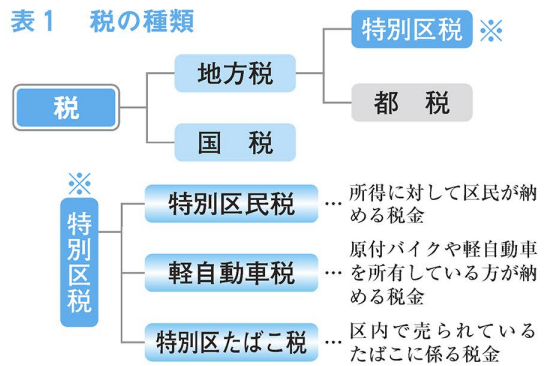 表1 税の種類
税
地方税
国 税
特別区税 ※
都 税
※
特別区税
特別区民税 … 所得に対して区民が納
める税金
軽自動車税 … 原付バイクや軽自動車
を所有している方が納
める税金
特別区たばこ税 … 区内で売られている
たばこに係る税金